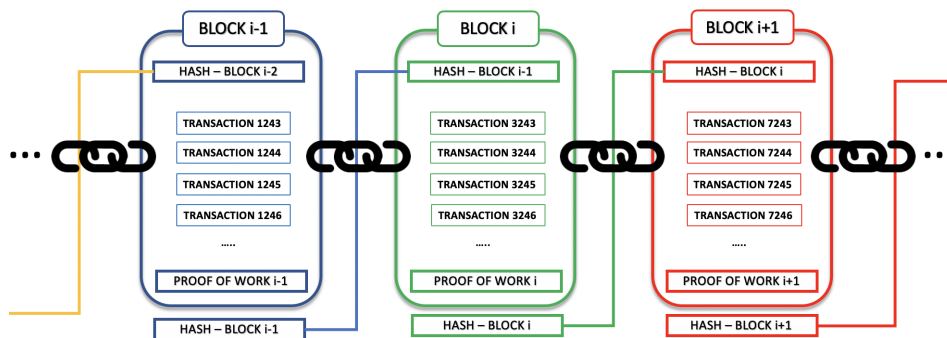 BLOCK i-1
HASH – BLOCK i-2
TRANSACTION 1243
TRANSACTION 1244
TRANSACTION 1245
TRANSACTION 1246
.....
PROOF OF WORK i-1
HASH – BLOCK i-1
BLOCK i
HASH – BLOCK i-1
TRANSACTION 3243
TRANSACTION 3244
TRANSACTION 3245
TRANSACTION 3246
.....
PROOF OF WORK i
HASH – BLOCK i
BLOCK i+1
HASH – BLOCK i
TRANSACTION 7243
TRANSACTION 7244
TRANSACTION 7245
TRANSACTION 7246
.....
PROOF OF WORK i+1
HASH – BLOCK i+1